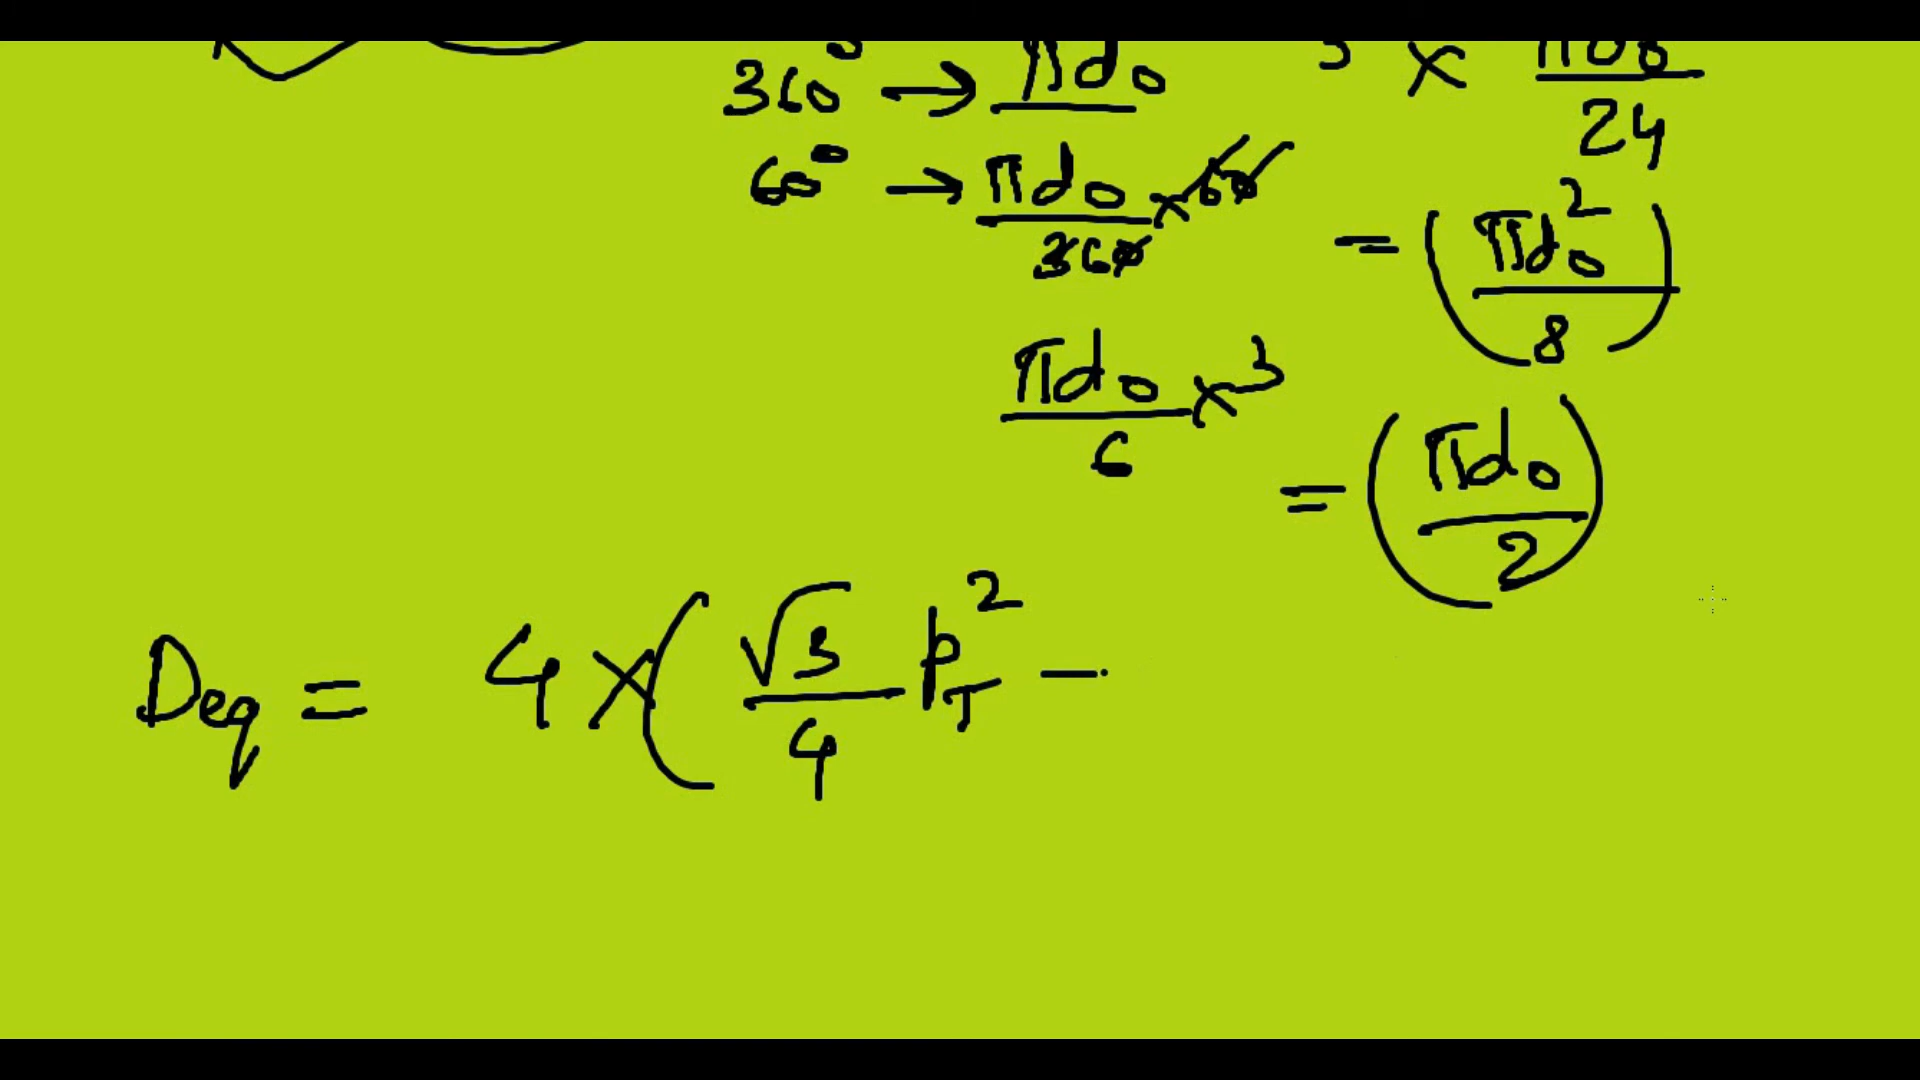 360° → πd₀
3 × πd₀²/24
60° → πd₀/360 × 60
= (πd₀²/8)
πd₀/6 × 3
= (πd₀/2)
Deq = 4 × (√3/4 P_T² −